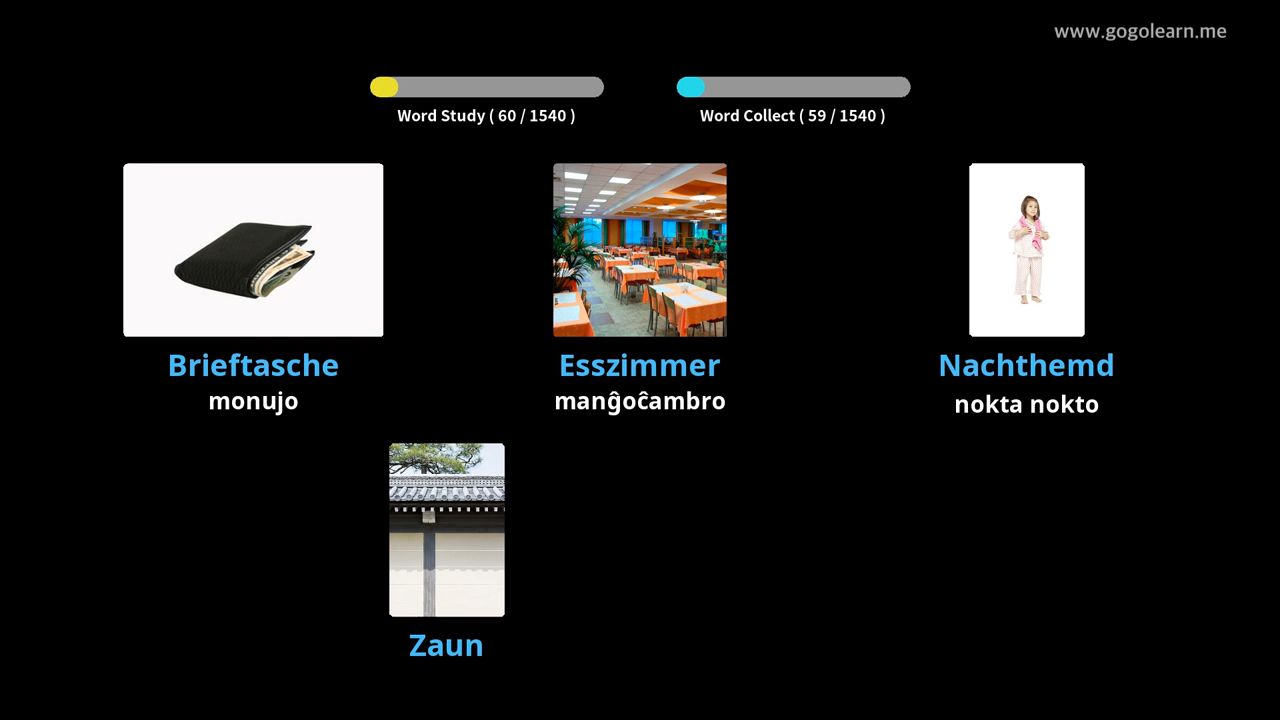 www.gogolearn.me
Word Study ( 60 / 1540 )
Word Collect ( 59 / 1540 )
Brieftasche
monujo
Esszimmer
manĝoĉambro
Nachthemd
nokta nokto
Zaun